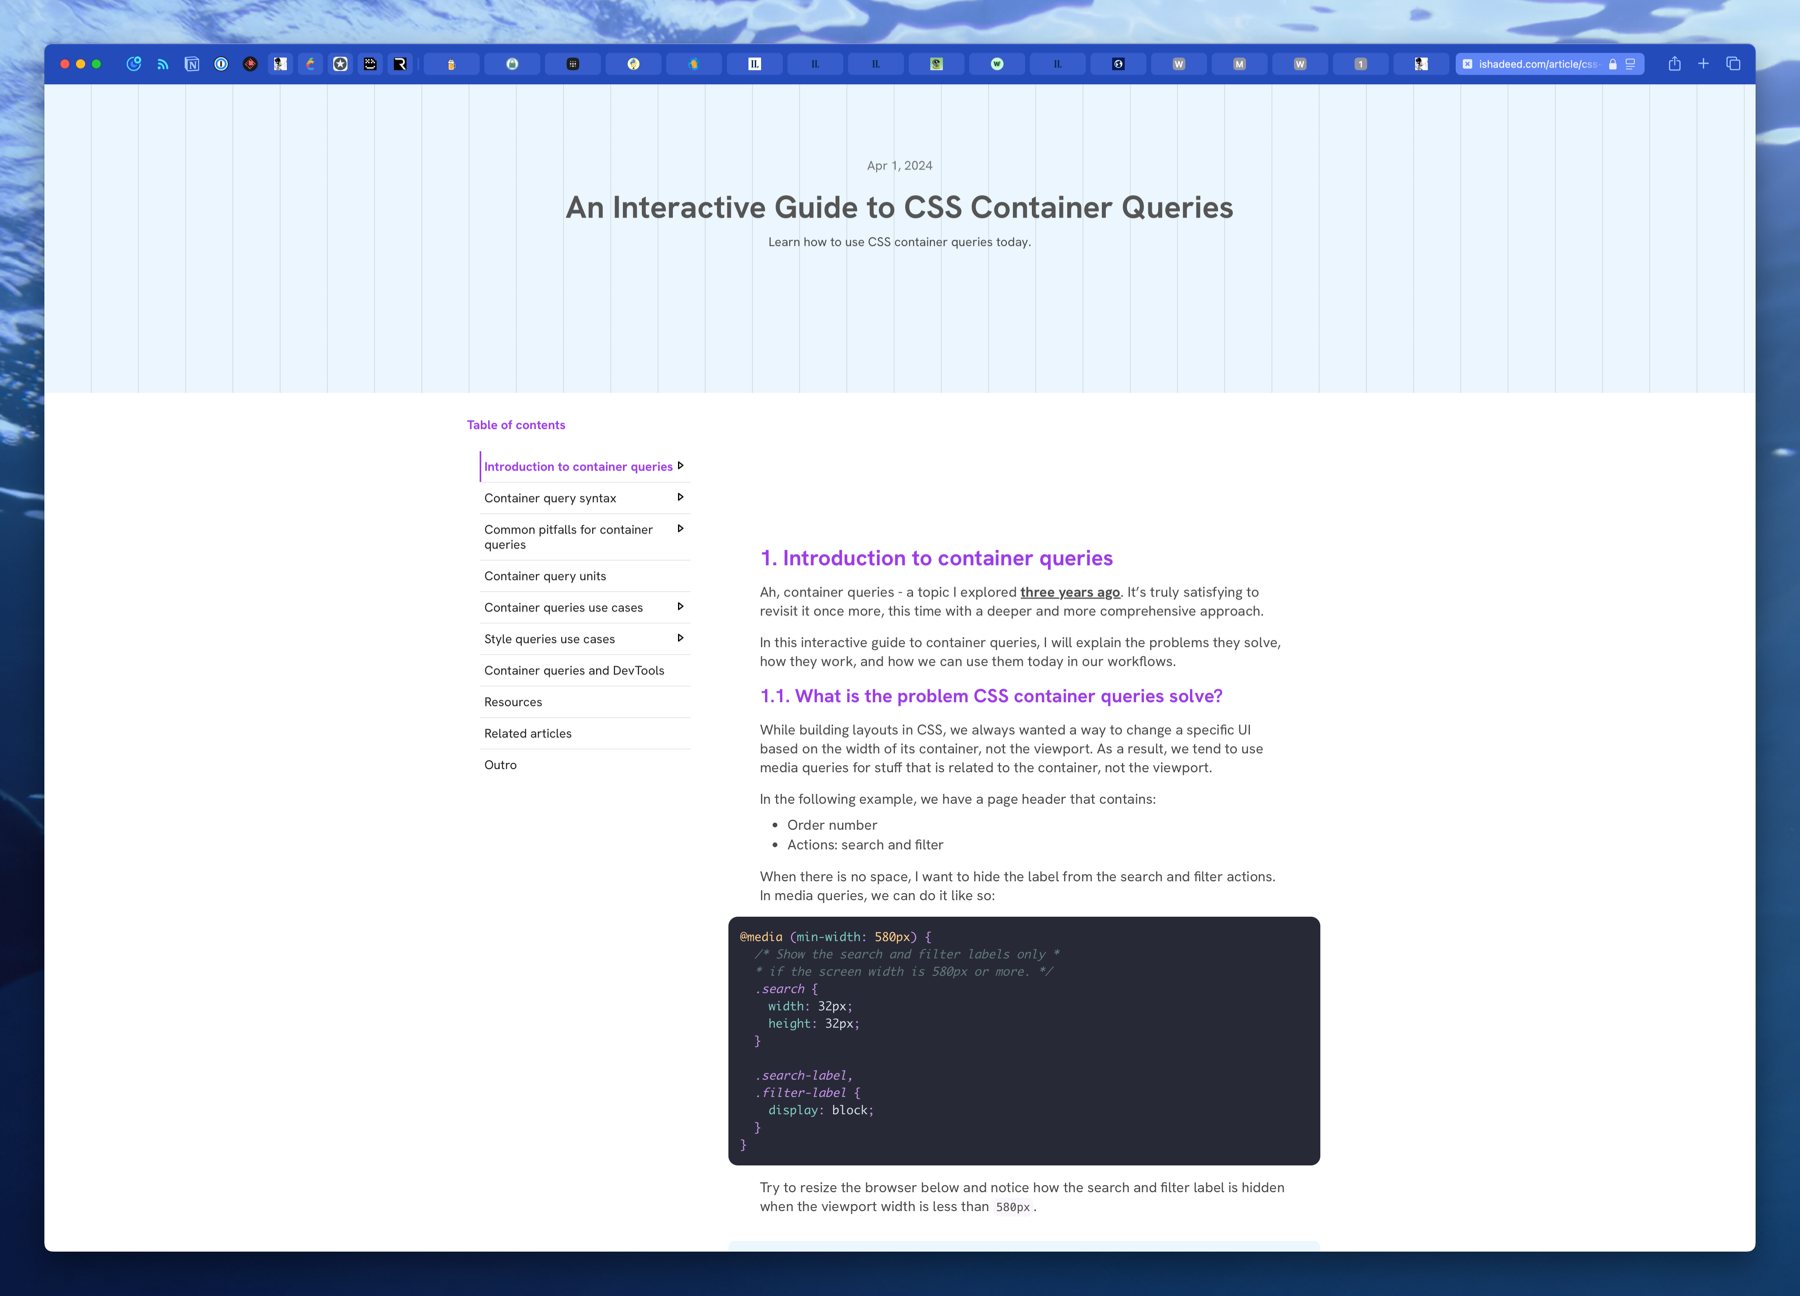 ishadeed.com/article/css-
Apr 1, 2024
An Interactive Guide to CSS Container Queries
Learn how to use CSS container queries today.
Table of contents
Introduction to container queries
Container query syntax
Common pitfalls for container
queries
Container query units
Container queries use cases
Style queries use cases
Container queries and DevTools
Resources
Related articles
Outro
1. Introduction to container queries
Ah, container queries - a topic I explored three years ago. It’s truly satisfying to
revisit it once more, this time with a deeper and more comprehensive approach.
In this interactive guide to container queries, I will explain the problems they solve,
how they work, and how we can use them today in our workflows.
1.1. What is the problem CSS container queries solve?
While building layouts in CSS, we always wanted a way to change a specific UI
based on the width of its container, not the viewport. As a result, we tend to use
media queries for stuff that is related to the container, not the viewport.
In the following example, we have a page header that contains:
• Order number
• Actions: search and filter
When there is no space, I want to hide the label from the search and filter actions.
In media queries, we can do it like so:
@media (min-width: 580px) {
/* Show the search and filter labels only *
* if the screen width is 580px or more. */
.search {
width: 32px;
height: 32px;
}
.search-label,
.filter-label {
display: block;
}
}
Try to resize the browser below and notice how the search and filter label is hidden
when the viewport width is less than 580px.